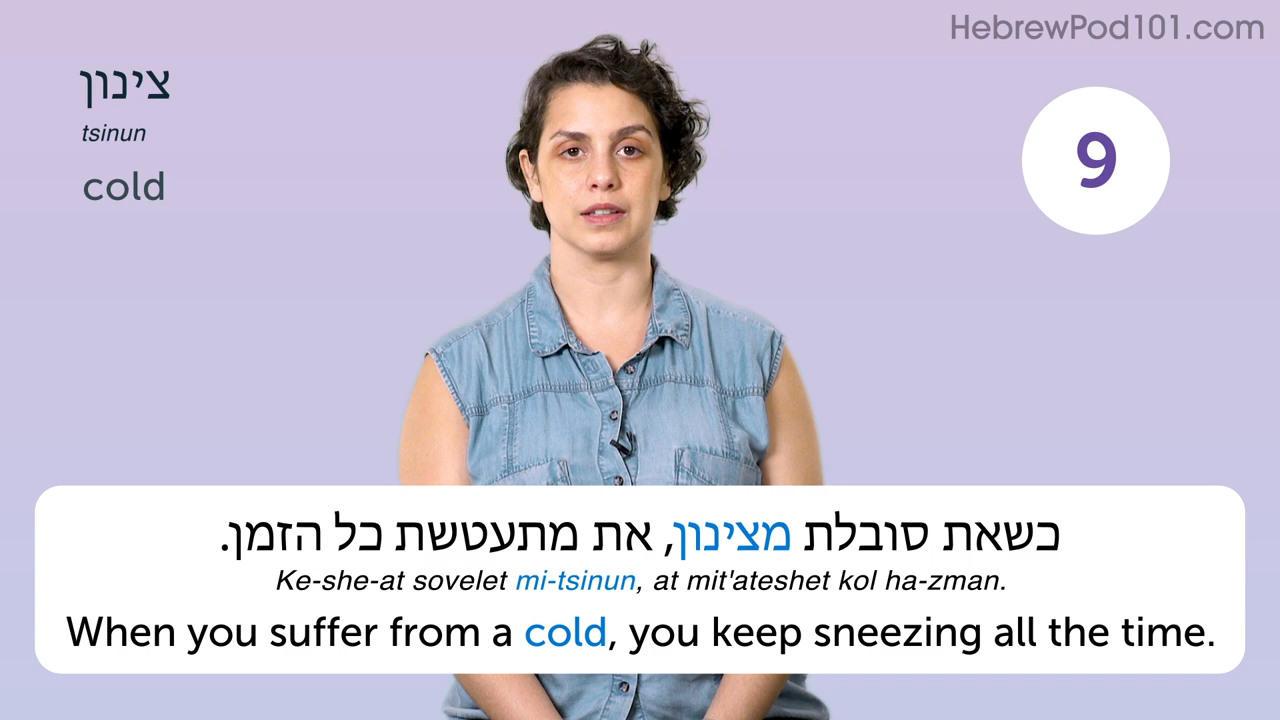 HebrewPod101.com
צינון
tsinun
cold
9
כשאת סובלת מצינון, את מתעטשת כל הזמן.
Ke-she-at sovelet mi-tsinun, at mit'ateshet kol ha-zman.
When you suffer from a cold, you keep sneezing all the time.